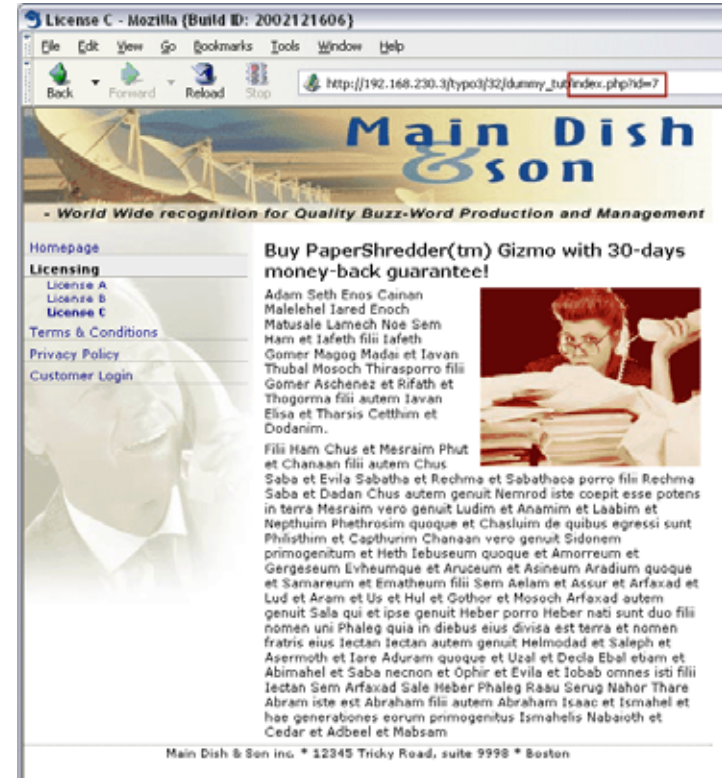 License C - Mozilla {Build ID: 2002121606}
File Edit View Go Bookmarks Tools Window Help
Back Forward Reload Stop http://192.168.230.3/typo3/32/dummy_tut/index.php?id=7
Main Dish
& son
- World Wide recognition for Quality Buzz-Word Production and Management
Homepage
Licensing
License A
License B
License C
Terms & Conditions
Privacy Policy
Customer Login
Buy PaperShredder(tm) Gizmo with 30-days
money-back guarantee!
Adam Seth Enos Cainan
Malelehel Iared Enoch
Matusale Lamech Noe Sem
Ham et Iafeth filii Iafeth
Gomer Magog Madai et Iavan
Thubal Mosoch Thirasporro filii
Gomer Aschenez et Rifath et
Thogorma filii autem Iavan
Elisa et Tharsis Cetthim et
Dodanim.
Filii Ham Chus et Mesraim Phut
et Chanaan filii autem Chus
Saba et Evila Sabatha et Rechma et Sabathaca porro filii Rechma
Saba et Dadan Chus autem genuit Nemrod iste coepit esse potens
in terra Mesraim vero genuit Ludim et Anamim et Laabim et
Nepthuim Phethrosim quoque et Chasluim de quibus egressi sunt
Philisthim et Capthurim Chanaan vero genuit Sidonem
primogenitum et Heth Iebuseum quoque et Amorreum et
Gergeseum Evheumque et Aruceum et Asineum Aradium quoque
et Samareum et Ematheum filii Sem Aelam et Assur et Arfaxad et
Lud et Aram et Us et Hul et Gothor et Mosoch Arfaxad autem
genuit Sala qui et ipse genuit Heber porro Heber nati sunt duo filii
nomen uni Phaleg quia in diebus eius divisa est terra et nomen
fratris eius Iectan Iectan autem genuit Helmodad et Saleph et
Asermoth et Iare Aduram quoque et Uzal et Decla Ebal etiam et
Abimahel et Saba necnon et Ophir et Evila et Iobab omnes isti filii
Iectan Sem Arfaxad Sale Heber Phaleg Raau Serug Nahor Thare
Abram iste est Abraham filii autem Abraham Isaac et Ismahel et
hae generationes eorum primogenitus Ismahelis Nabaioth et
Cedar et Adbeel et Mabsam
Main Dish & Son inc. * 12345 Tricky Road, suite 9998 * Boston